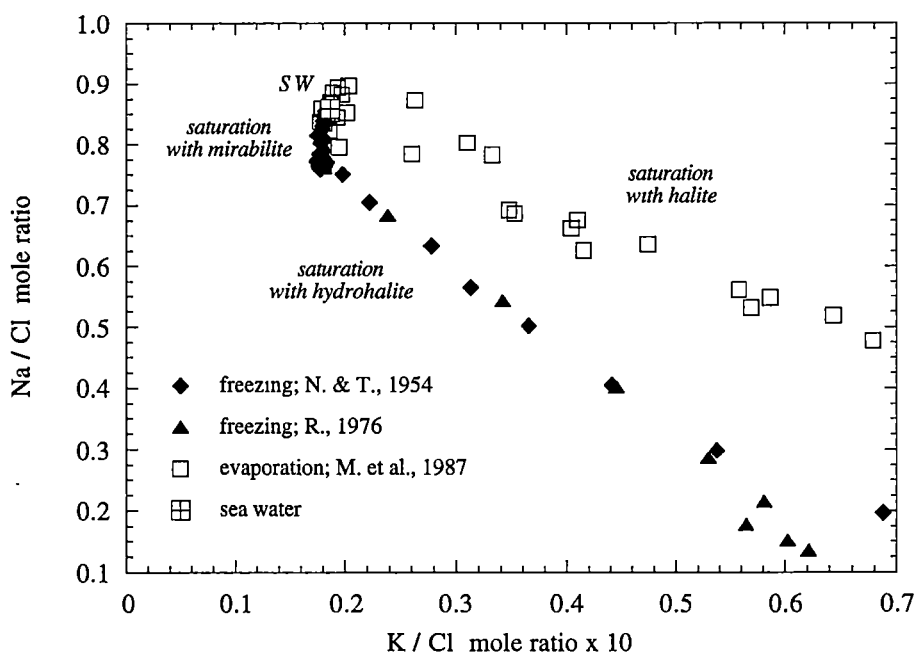 1.0
0.9
0.8
0.7
0.6
0.5
0.4
0.3
0.2
0.1
Na / Cl mole ratio
SW
saturation
with mirabilite
saturation
with halite
saturation
with hydrohalite
freezing; N. & T., 1954
freezing; R., 1976
evaporation; M. et al., 1987
sea water
0
0.1
0.2
0.3
0.4
0.5
0.6
0.7
K / Cl mole ratio x 10